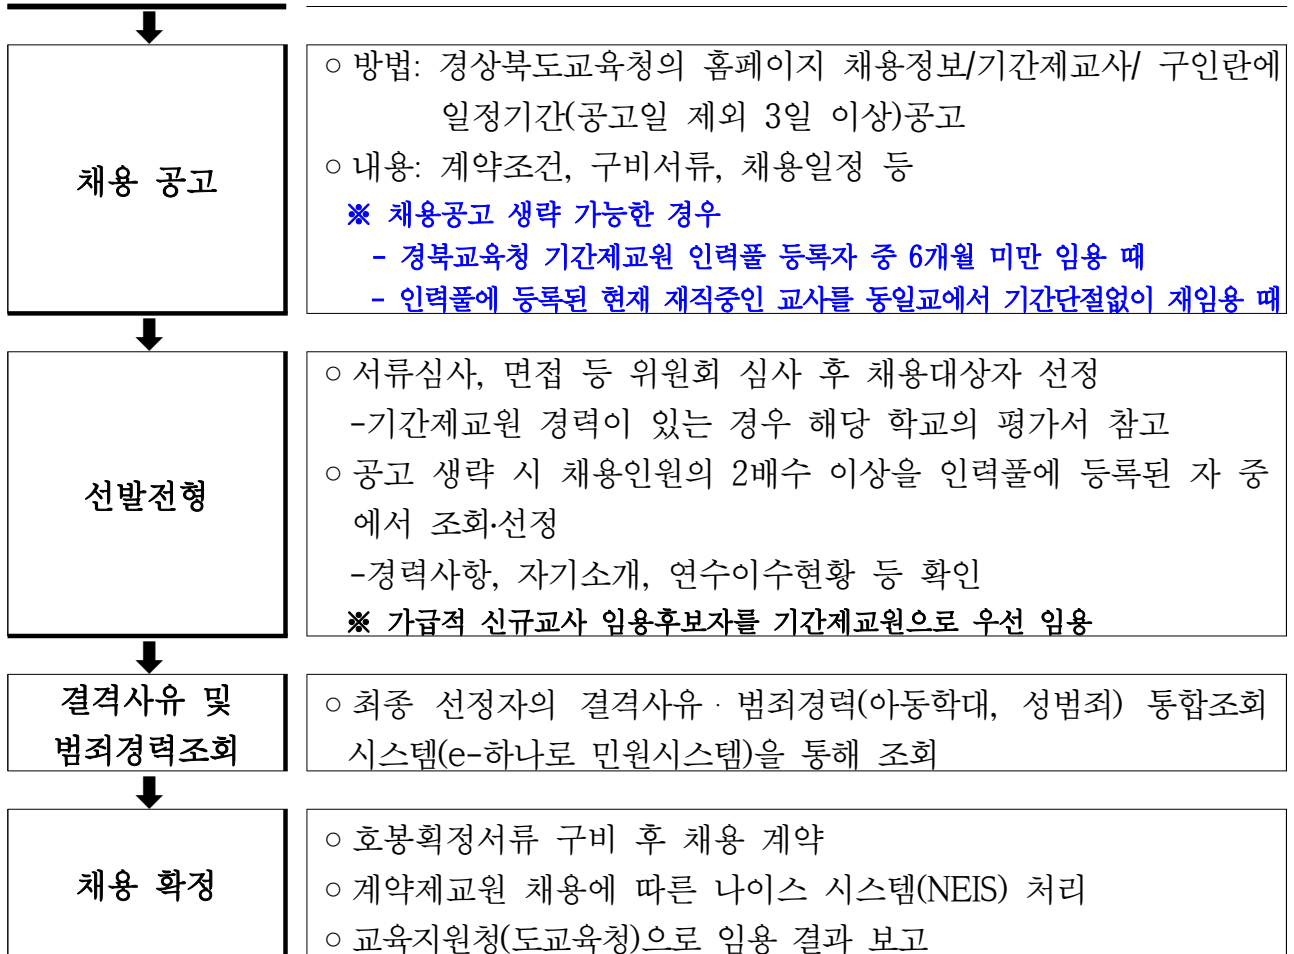 채용 공고
○ 방법: 경상북도교육청의 홈페이지 채용정보/기간제교사/ 구인란에
일정기간(공고일 제외 3일 이상)공고
○ 내용: 계약조건, 구비서류, 채용일정 등
※ 채용공고 생략 가능한 경우
- 경북교육청 기간제교원 인력풀 등록자 중 6개월 미만 임용 때
- 인력풀에 등록된 현재 재직중인 교사를 동일교에서 기간단절없이 재임용 때
선발전형
○ 서류심사, 면접 등 위원회 심사 후 채용대상자 선정
-기간제교원 경력이 있는 경우 해당 학교의 평가서 참고
○ 공고 생략 시 채용인원의 2배수 이상을 인력풀에 등록된 자 중
에서 조회·선정
-경력사항, 자기소개, 연수이수현황 등 확인
※ 가급적 신규교사 임용후보자를 기간제교원으로 우선 임용
결격사유 및
범죄경력조회
○ 최종 선정자의 결격사유 · 범죄경력(아동학대, 성범죄) 통합조회
시스템(e-하나로 민원시스템)을 통해 조회
채용 확정
○ 호봉획정서류 구비 후 채용 계약
○ 계약제교원 채용에 따른 나이스 시스템(NEIS) 처리
○ 교육지원청(도교육청)으로 임용 결과 보고